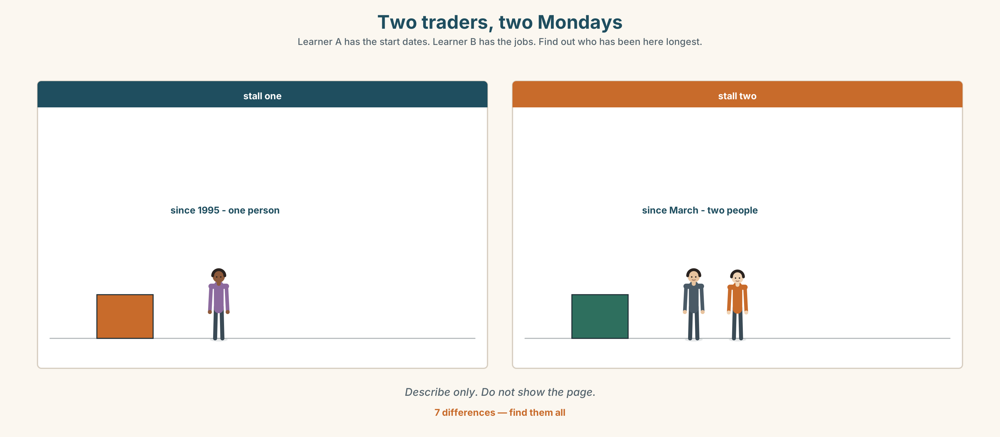 Two traders, two Mondays
Learner A has the start dates. Learner B has the jobs. Find out who has been here longest.
stall one
stall two
since 1995 - one person
since March - two people
Describe only. Do not show the page.
7 differences — find them all